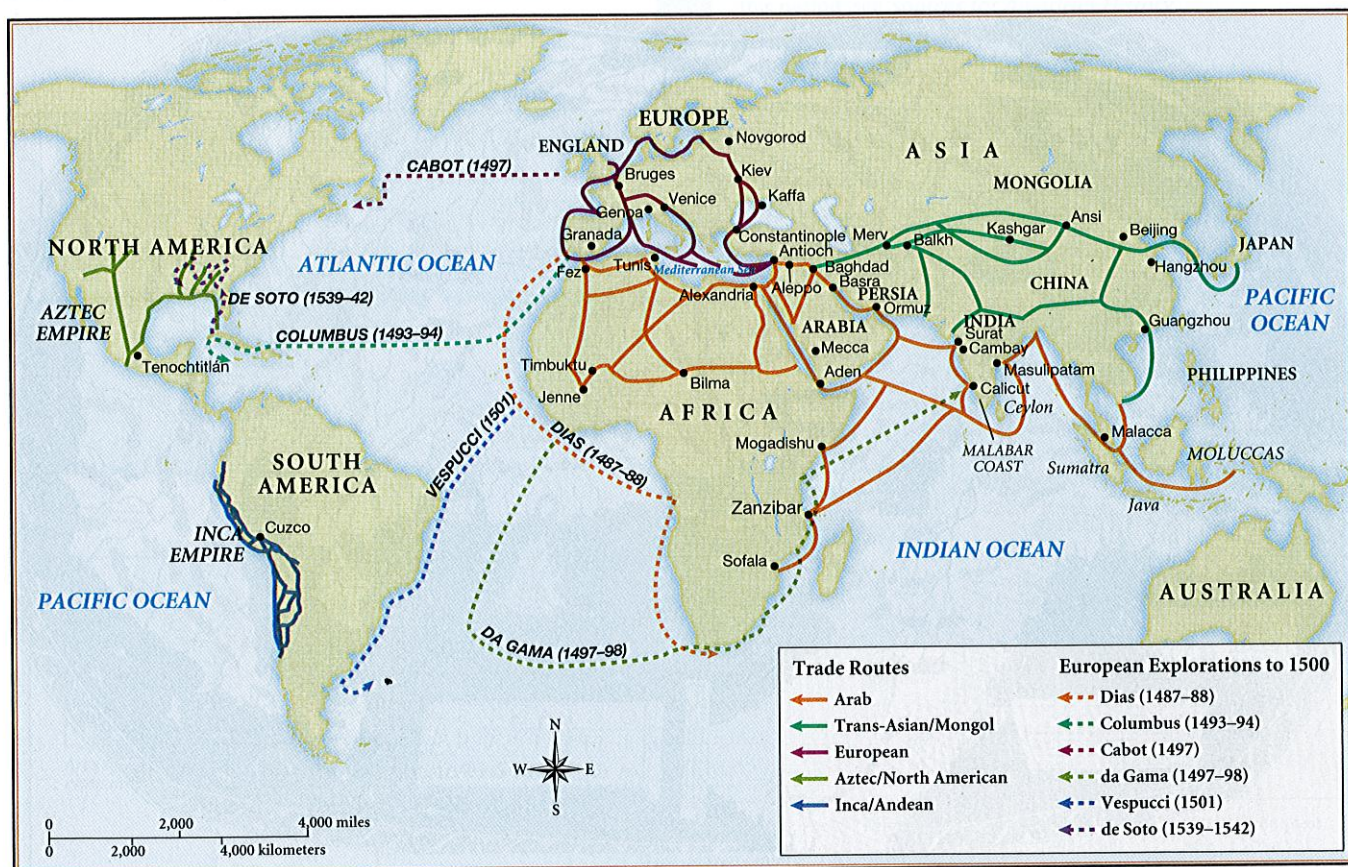 EUROPE
Novgorod
ENGLAND
ASIA
CABOT (1497)
Bruges
Kiev
MONGOLIA
Venice
Kaffa
Genoa
Ansi
NORTH AMERICA
Granada
Constantinople
Merv
Balkh
Kashgar
Beijing
JAPAN
ATLANTIC OCEAN
Antioch
Fez
Tunis
Mediterranean Sea
Baghdad
Hangzhou
DE SOTO (1539–42)
Alexandria
Aleppo
Basra
PERSIA
CHINA
PACIFIC
OCEAN
AZTEC
EMPIRE
Ormuz
COLUMBUS (1493–94)
ARABIA
INDIA
Surat
Guangzhou
Tenochtitlán
Mecca
Cambay
Timbuktu
Bilma
Aden
Masulipatam
PHILIPPINES
Jenne
Calicut
AFRICA
Ceylon
VESPUCCI (1501)
DIAS (1487–88)
Mogadishu
MALABAR
COAST
Malacca
MOLUCCAS
Sumatra
SOUTH
AMERICA
Java
Zanzibar
Cuzco
INCA
EMPIRE
INDIAN OCEAN
Sofala
PACIFIC OCEAN
AUSTRALIA
DA GAMA (1497–98)
Trade Routes
Arab
Trans-Asian/Mongol
European
Aztec/North American
Inca/Andean
European Explorations to 1500
Dias (1487–88)
Columbus (1493–94)
Cabot (1497)
da Gama (1497–98)
Vespucci (1501)
de Soto (1539–1542)
N
W E
S
0 2,000 4,000 miles
0 2,000 4,000 kilometers